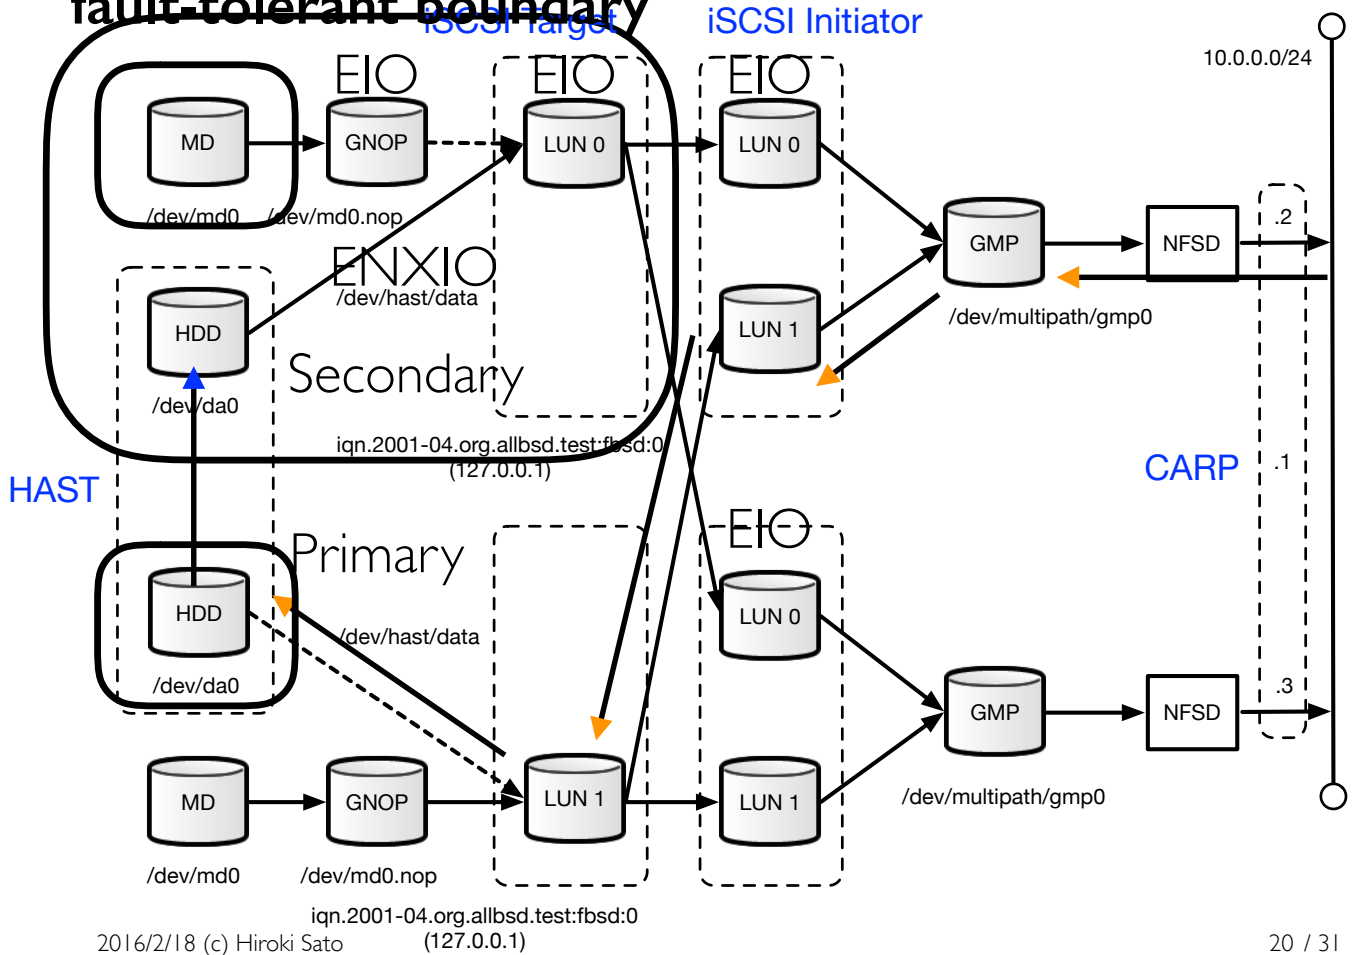 fault-tolerant boundary
iSCSI Target
iSCSI Initiator
10.0.0.0/24
EIO
EIO
EIO
MD
GNOP
LUN 0
LUN 0
/dev/md0
/dev/md0.nop
.2
GMP
NFSD
ENXIO
/dev/hast/data
HDD
LUN 1
/dev/multipath/gmp0
Secondary
/dev/da0
iqn.2001-04.org.allbsd.test:fbsd:0
(127.0.0.1)
HAST
CARP
.1
EIO
Primary
HDD
LUN 0
/dev/hast/data
/dev/da0
.3
GMP
NFSD
MD
GNOP
LUN 1
LUN 1
/dev/multipath/gmp0
/dev/md0
/dev/md0.nop
iqn.2001-04.org.allbsd.test:fbsd:0
(127.0.0.1)
2016/2/18 (c) Hiroki Sato
20 / 31